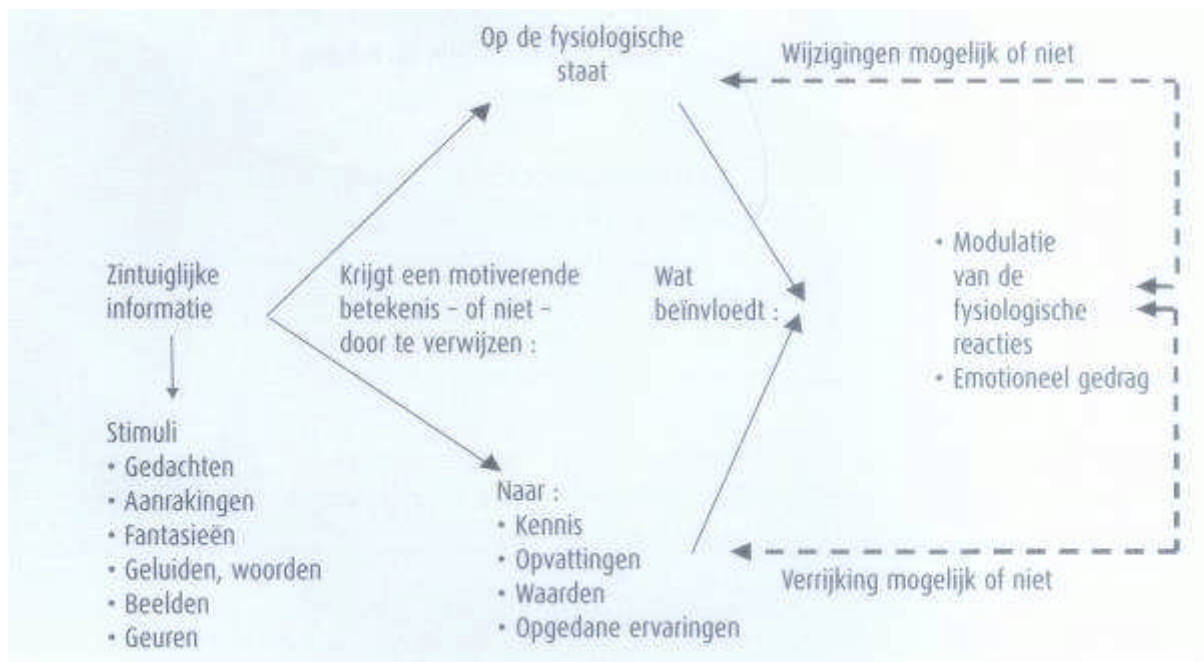 Op de fysiologische
staat
Wijzigingen mogelijk of niet
Zintuiglijke
informatie
Krijgt een motiverende
betekenis – of niet –
door te verwijzen :
Wat
beïnvloedt :
• Modulatie
van de
fysiologische
reacties
• Emotioneel gedrag
Stimuli
• Gedachten
• Aanrakingen
• Fantasieën
• Geluiden, woorden
• Beelden
• Geuren
Naar :
• Kennis
• Opvattingen
• Waarden
• Opgedane ervaringen
Verrijking mogelijk of niet